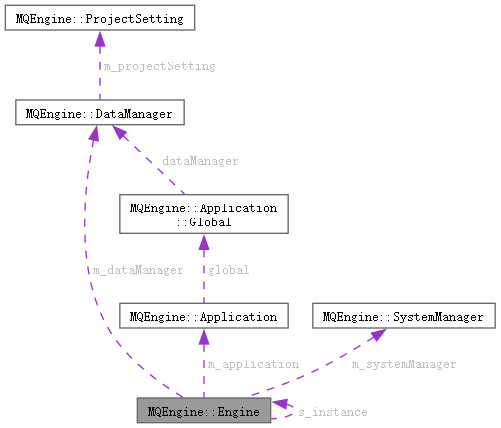 MQEngine::ProjectSetting
m_projectSetting
MQEngine::DataManager
dataManager
MQEngine::Application
::Global
m_dataManager
global
MQEngine::Application
MQEngine::SystemManager
m_application
m_systemManager
MQEngine::Engine
s_instance